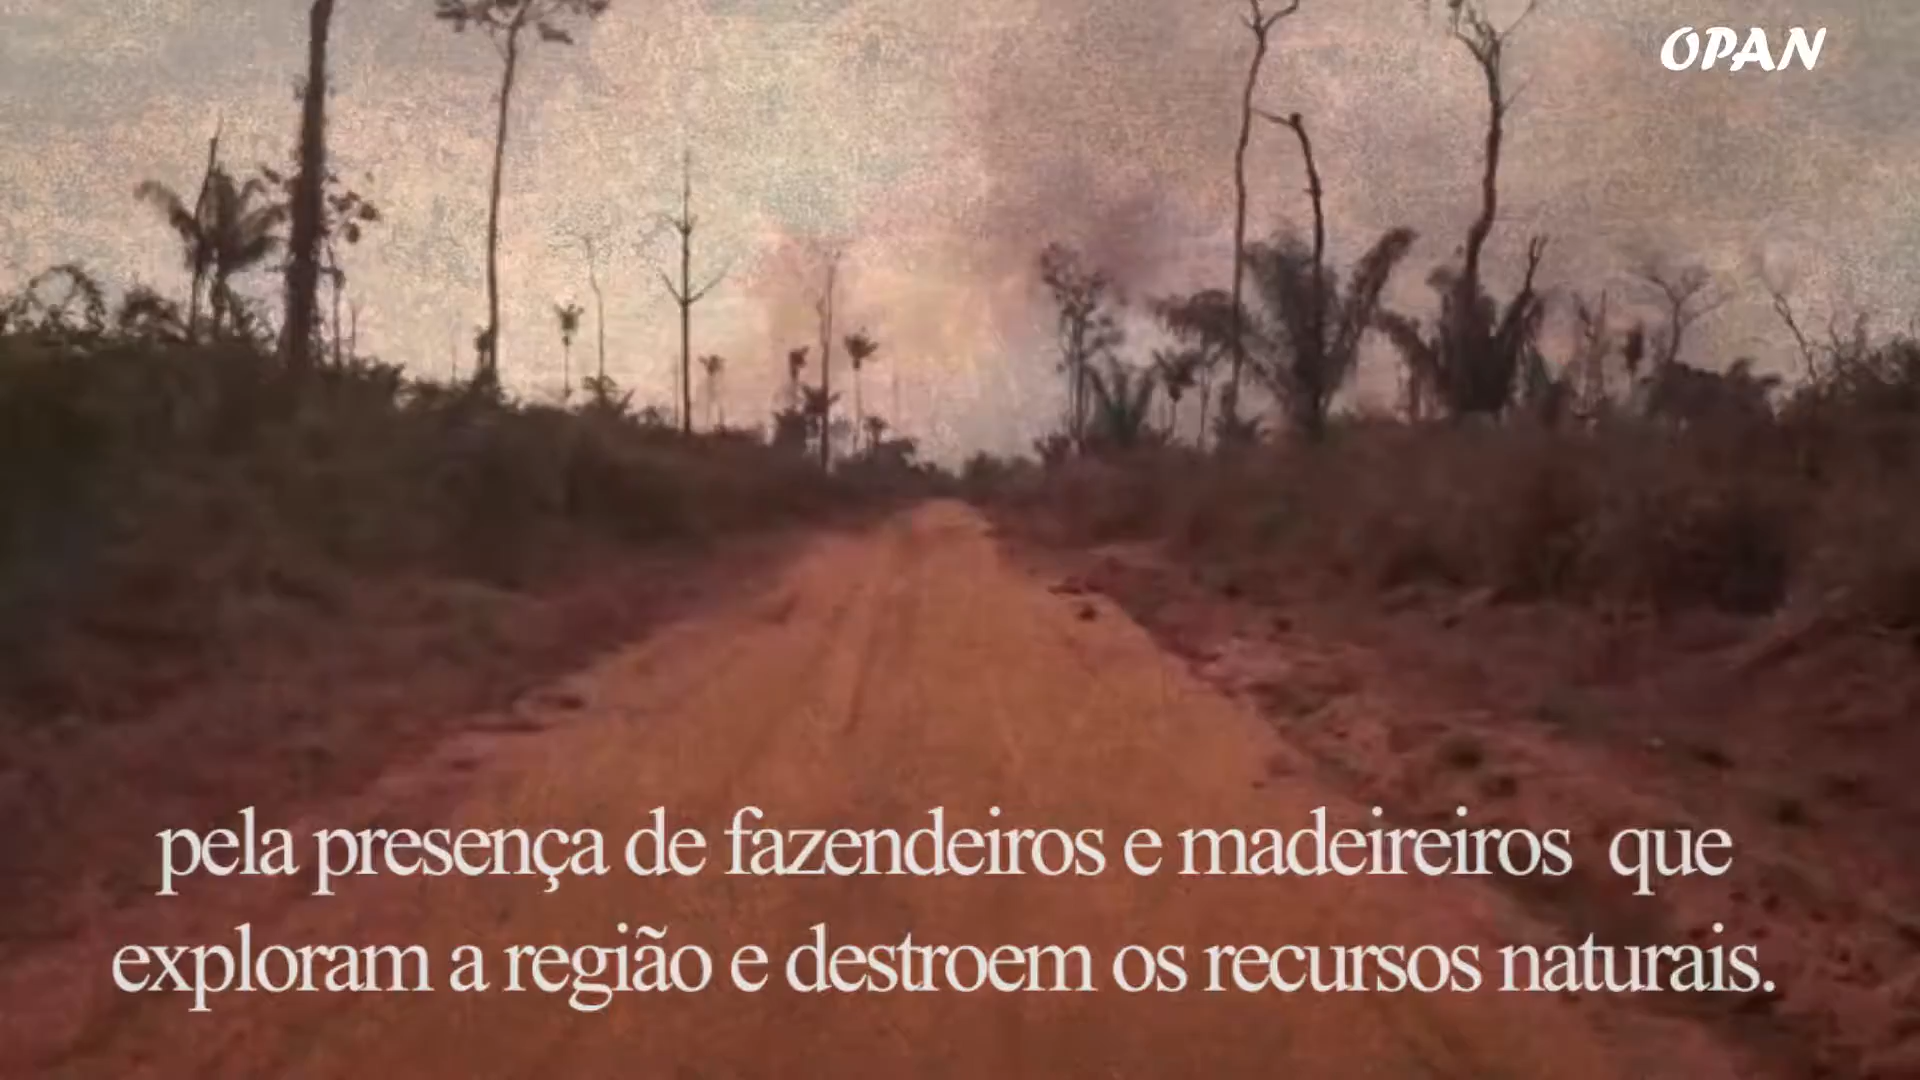 OPAN
pela presença de fazendeiros e madeireiros que
exploram a região e destroem os recursos naturais.